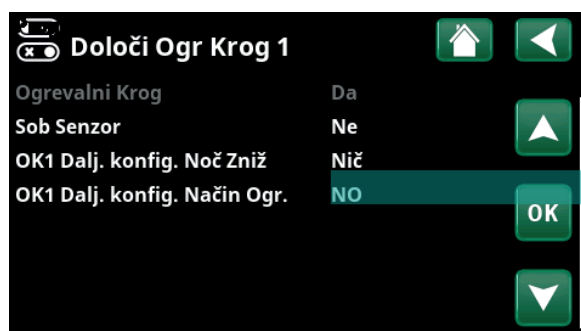 Določi Ogr Krog 1
Ogrevalni Krog Da
Sob Senzor Ne
OK1 Dalj. konfig. Noč Zniž Nič
OK1 Dalj. konfig. Način Ogr. NO
OK